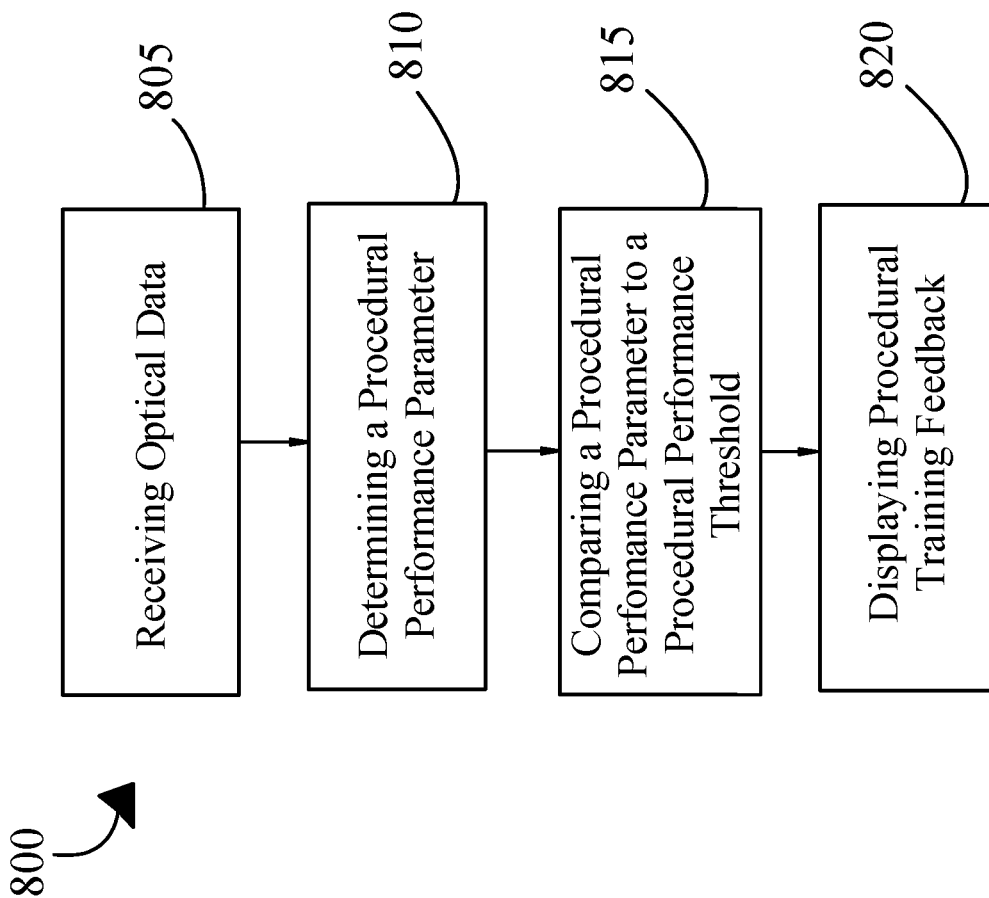 800
Receiving Optical Data
805
Determining a Procedural
Performance Parameter
810
Comparing a Procedural
Perfomance Parameter to a
Procedural Performance
Threshold
815
Displaying Procedural
Training Feedback
820